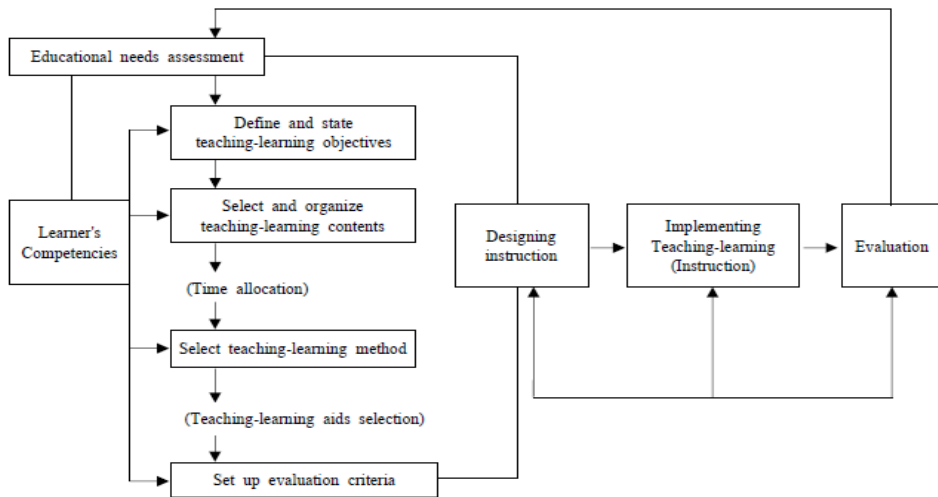 Educational needs assessment
Define and state
teaching-learning objectives
Learner's
Competencies
Select and organize
teaching-learning contents
(Time allocation)
Select teaching-learning method
(Teaching-learning aids selection)
Set up evaluation criteria
Designing
instruction
Implementing
Teaching-learning
(Instruction)
Evaluation